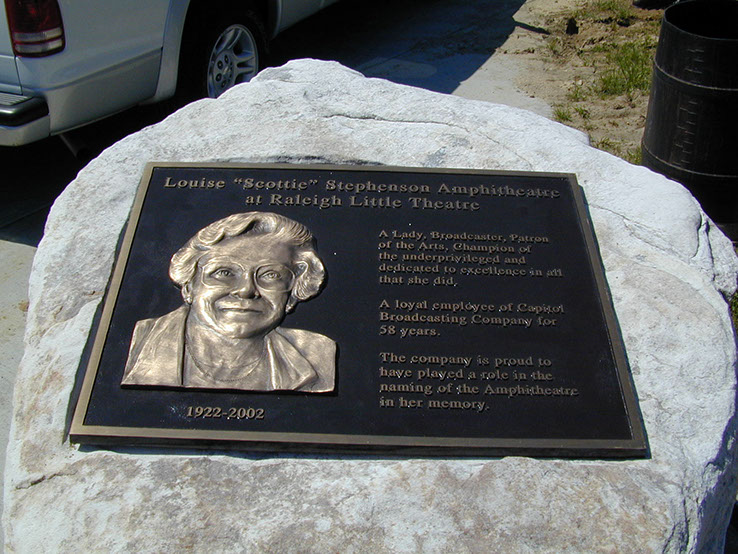 Louise "Scottie" Stephenson Amphitheatre
at Raleigh Little Theatre
A Lady, Broadcaster, Patron
of the Arts, Champion of
the underprivileged and
dedicated to excellence in all
that she did,
A loyal employee of Capitol
Broadcasting Company for
58 years.
The company is proud to
have played a role in the
naming of the Amphitheatre
in her memory.
1922-2002